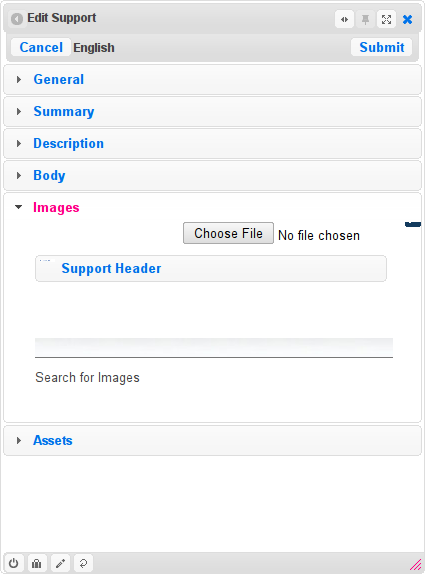 Edit Support
Cancel English Submit
General
Summary
Description
Body
Images
Choose File No file chosen
Support Header
Search for Images
Assets